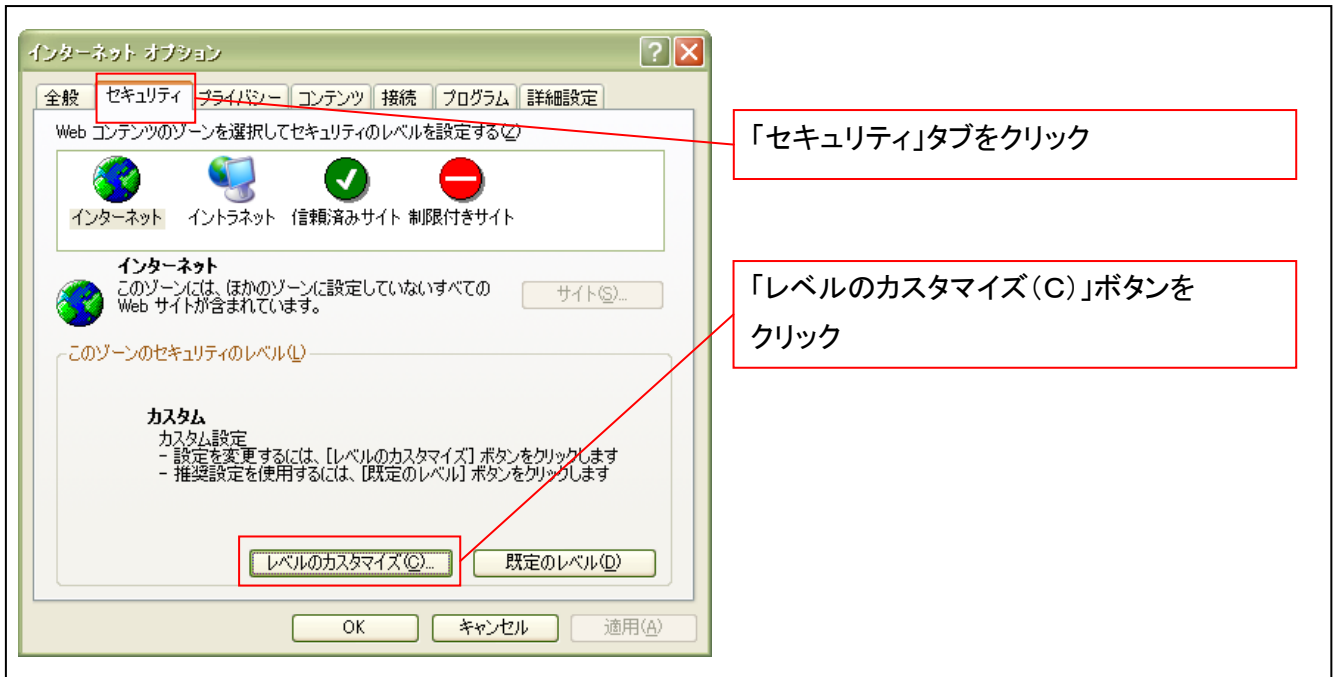 インターネット オプション
全般 セキュリティ プライバシー コンテンツ 接続 プログラム 詳細設定
Web コンテンツのゾーンを選択してセキュリティのレベルを設定する(Z)
インターネット イントラネット 信頼済みサイト 制限付きサイト
インターネット
このゾーンには、ほかのゾーンに設定していないすべての
Web サイトが含まれています。
サイト(S)...
このゾーンのセキュリティのレベル(L)
カスタム
カスタム設定
- 設定を変更するには、[レベルのカスタマイズ] ボタンをクリックします
- 推奨設定を使用するには、[既定のレベル] ボタンをクリックします
レベルのカスタマイズ(C)... 既定のレベル(D)
OK キャンセル 適用(A)
「セキュリティ」タブをクリック
「レベルのカスタマイズ(C)」ボタンを
クリック